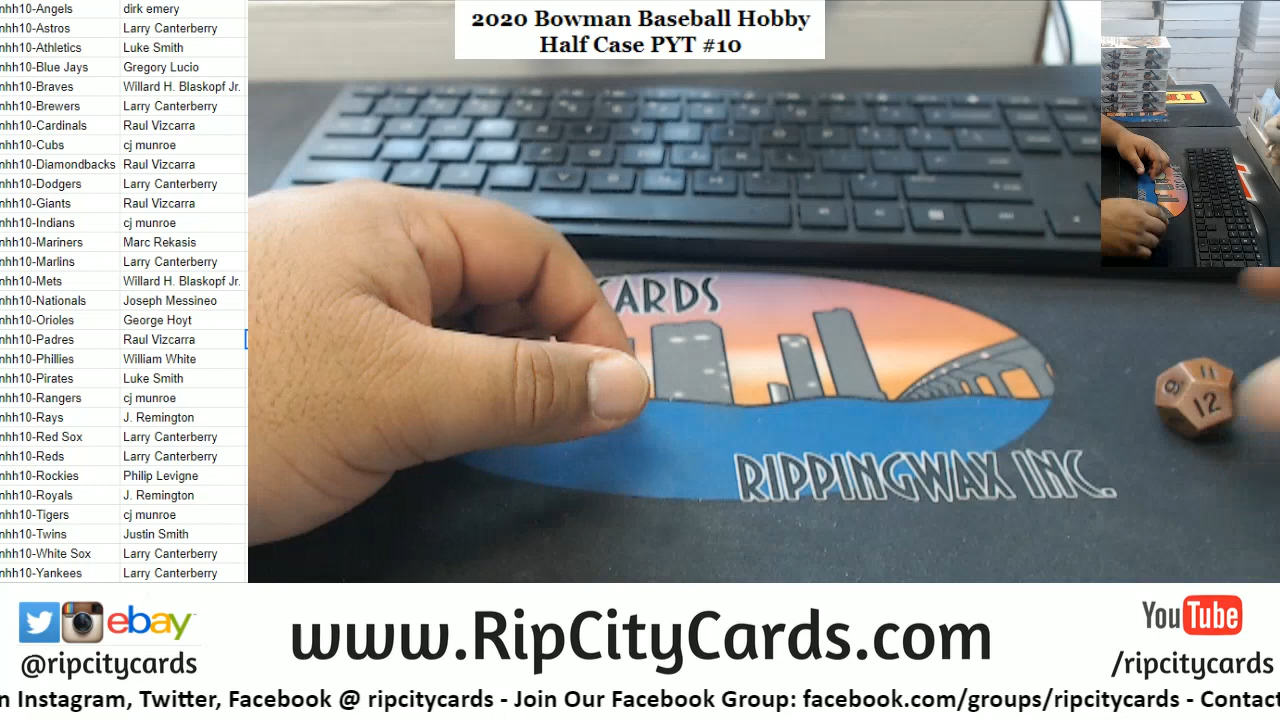 2020 Bowman Baseball Hobby
Half Case PYT #10
nhh10-Angels dirk emery
nhh10-Astros Larry Canterberry
nhh10-Athletics Luke Smith
nhh10-Blue Jays Gregory Lucio
nhh10-Braves Willard H. Blaskopf Jr.
nhh10-Brewers Larry Canterberry
nhh10-Cardinals Raul Vizcarra
nhh10-Cubs cj munroe
nhh10-Diamondbacks Raul Vizcarra
nhh10-Dodgers Larry Canterberry
nhh10-Giants Raul Vizcarra
nhh10-Indians cj munroe
nhh10-Mariners Marc Rekasis
nhh10-Marlins Larry Canterberry
nhh10-Mets Willard H. Blaskopf Jr.
nhh10-Nationals Joseph Messineo
nhh10-Orioles George Hoyt
nhh10-Padres Raul Vizcarra
nhh10-Phillies William White
nhh10-Pirates Luke Smith
nhh10-Rangers cj munroe
nhh10-Rays J. Remington
nhh10-Red Sox Larry Canterberry
nhh10-Reds Larry Canterberry
nhh10-Rockies Philip Levigne
nhh10-Royals J. Remington
nhh10-Tigers cj munroe
nhh10-Twins Justin Smith
nhh10-White Sox Larry Canterberry
nhh10-Yankees Larry Canterberry
CARDS
RIPPINGWAX INC.
9 11
12
ebay
@ripcitycards
www.RipCityCards.com
YouTube
/ripcitycards
n Instagram, Twitter, Facebook @ ripcitycards - Join Our Facebook Group: facebook.com/groups/ripcitycards - Contact